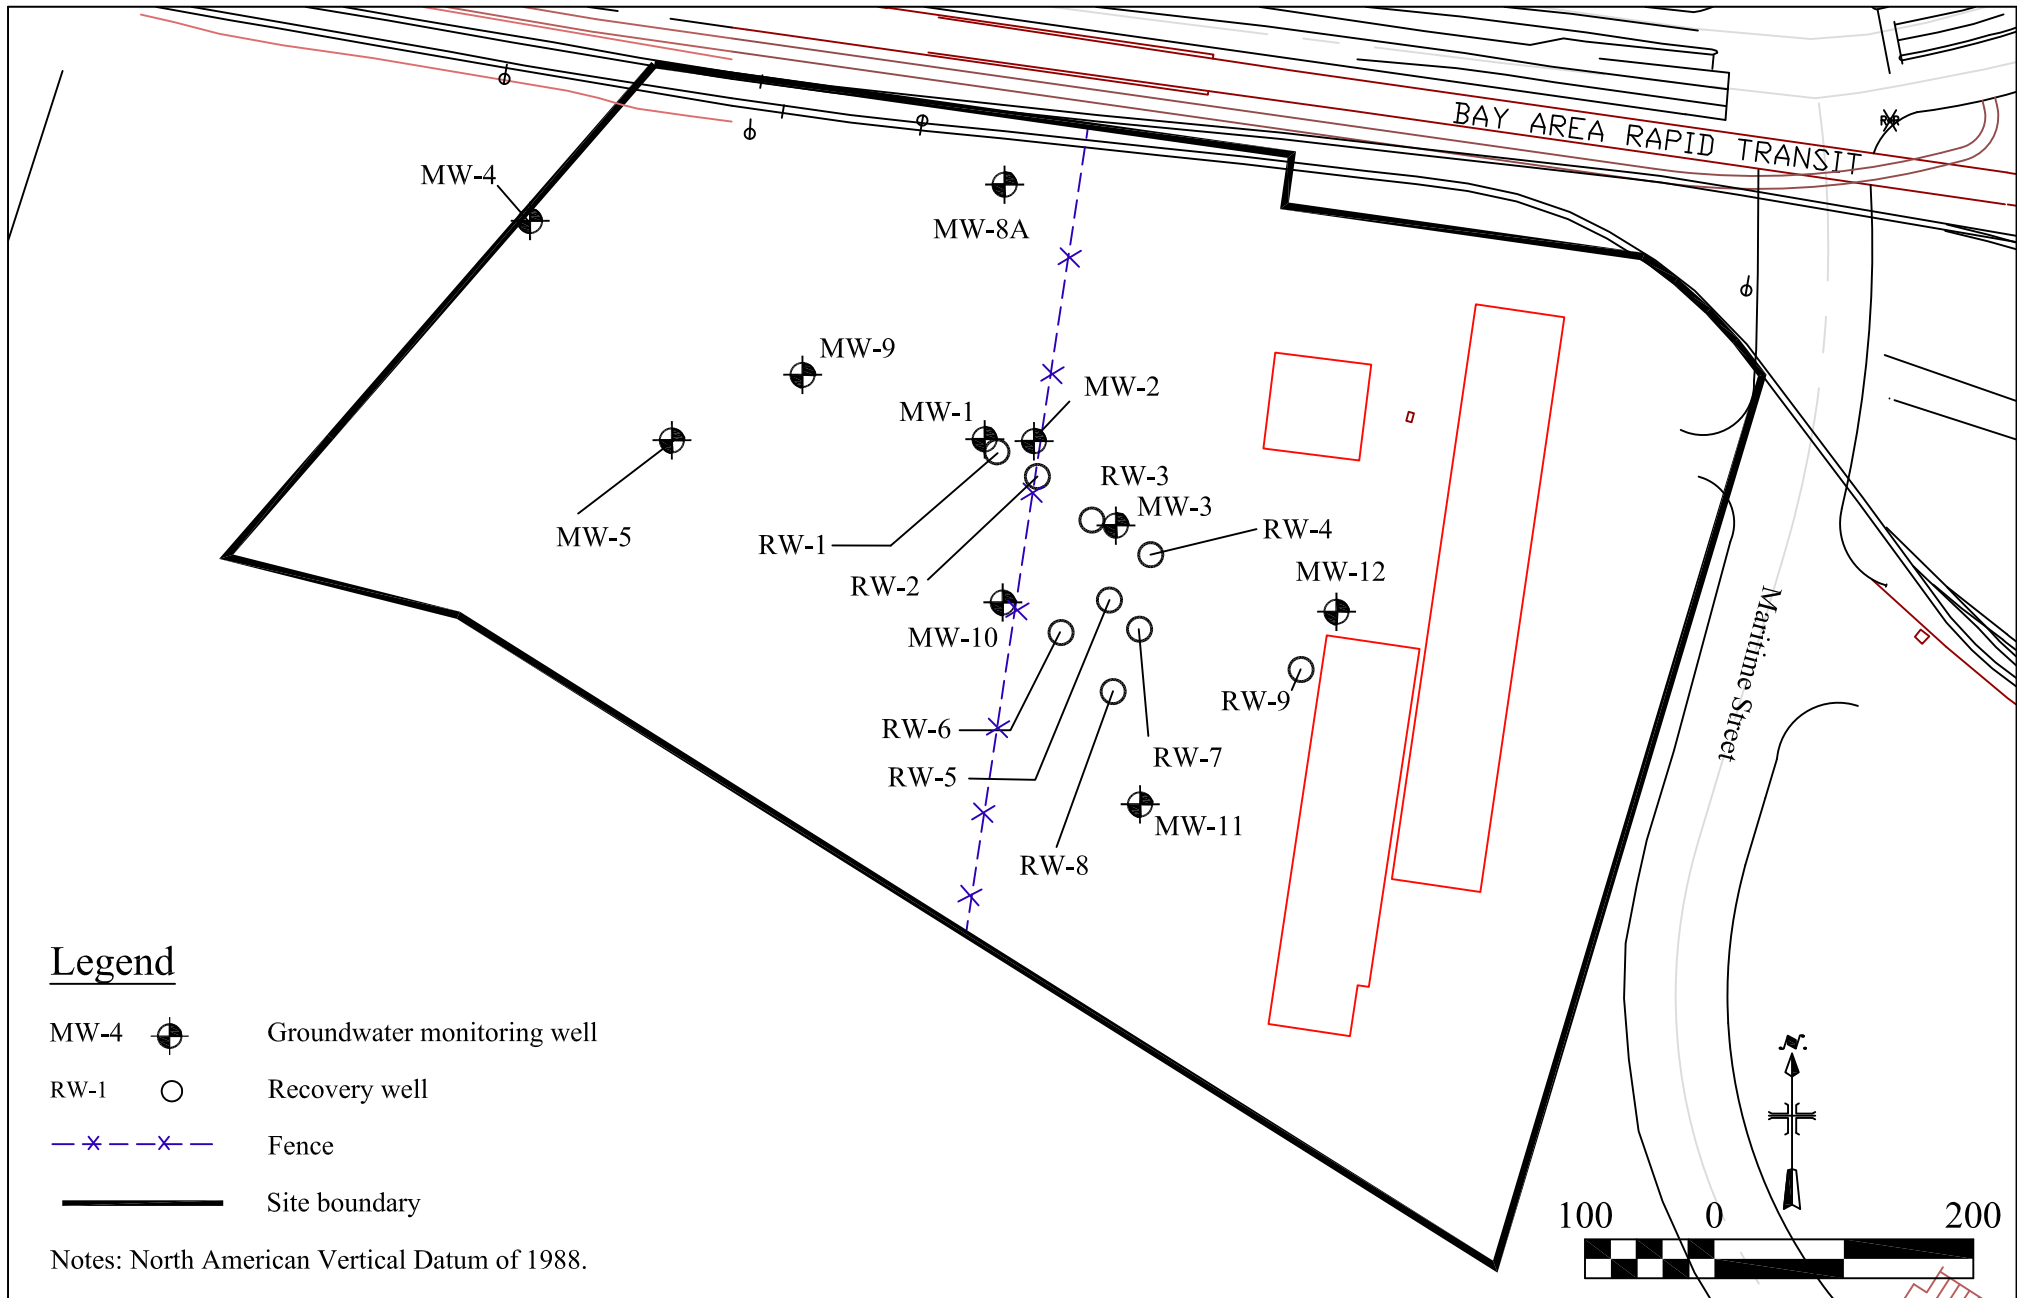 BAY AREA RAPID TRANSIT
RXR
MW-4
MW-8A
MW-9
MW-2
MW-1
RW-3
MW-3
MW-5
RW-1
RW-4
RW-2
MW-12
MW-10
Maritime Street
RW-9
RW-6
RW-7
RW-5
MW-11
RW-8
Legend
MW-4 Groundwater monitoring well
RW-1 Recovery well
Fence
Site boundary
Notes: North American Vertical Datum of 1988.
N.
100 0 200